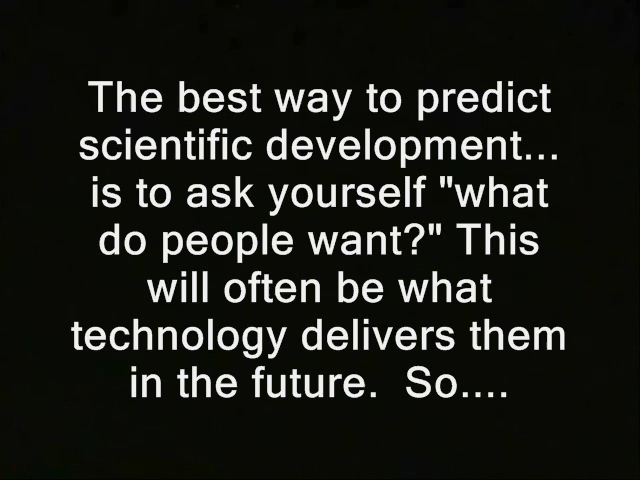 The best way to predict
scientific development...
is to ask yourself "what
do people want?" This
will often be what
technology delivers them
in the future.  So....